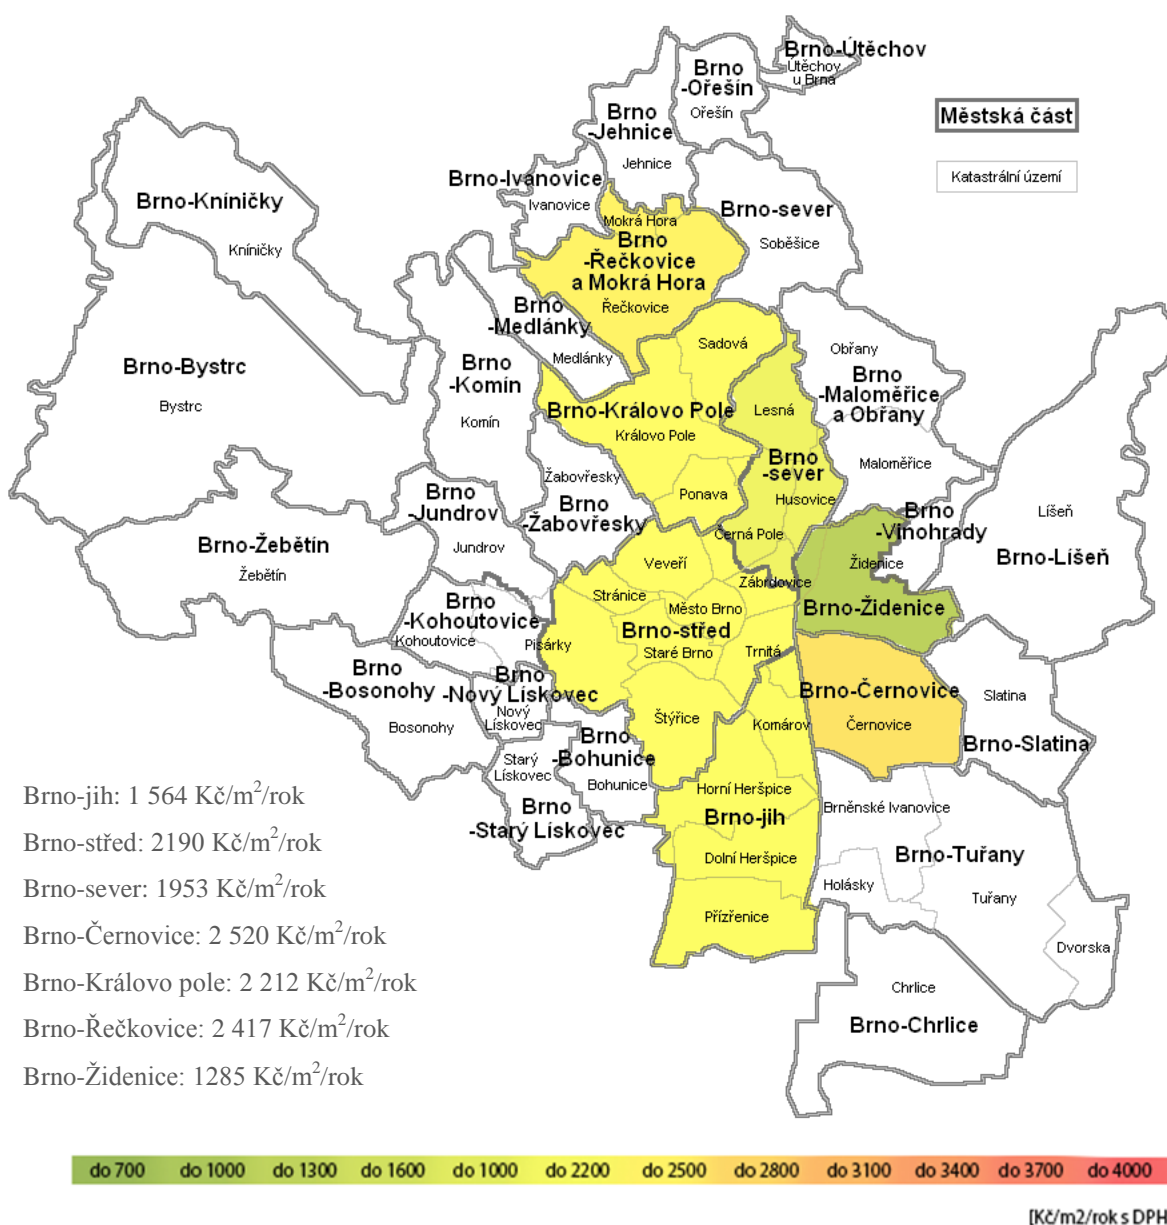 Brno-Útěchov
Útěchov
u Brna
Brno
-Ořešín
Ořešín
Městská část
Brno
-Jehnice
Jehnice
Katastrální území
Brno-Ivanovice
Ivanovice
Brno-Kníničky
Kníničky
Brno-sever
Soběšice
Mokrá Hora
Brno
-Řečkovice
a Mokrá Hora
Řečkovice
Brno
-Medlánky
Medlánky
Sadová
Obřany
Brno
-Maloměřice
a Obřany
Maloměřice
Brno-Bystrc
Bystrc
Brno
-Komín
Komín
Brno-Královo Pole
Královo Pole
Lesná
Brno
-sever
Husovice
Ponava
Černá Pole
Žabovřesky
Brno
-Žabovřesky
Brno
-Jundrov
Jundrov
Brno
-Vinohrady
Líšeň
Brno-Líšeň
Brno-Žebětín
Žebětín
Židenice
Brno-Židenice
Veveří
Zábrdovice
Stránice
Město Brno
Brno-střed
Staré Brno
Trnitá
Pisárky
Štýřice
Brno
-Kohoutovice
Kohoutovice
Brno
-Bosonohy
Bosonohy
Brno
-Nový Lískovec
Nový
Lískovec
Starý
Lískovec
Brno
-Starý Lískovec
Brno
-Bohunice
Bohunice
Komárov
Horní Heršpice
Brno-jih
Dolní Heršpice
Přízřenice
Brno-Černovice
Černovice
Slatina
Brno-Slatina
Brněnské Ivanovice
Brno-Tuřany
Holásky
Tuřany
Dvorska
Chrlice
Brno-Chrlice
Brno-jih: 1 564 Kč/m²/rok
Brno-střed: 2190 Kč/m²/rok
Brno-sever: 1953 Kč/m²/rok
Brno-Černovice: 2 520 Kč/m²/rok
Brno-Královo pole: 2 212 Kč/m²/rok
Brno-Řečkovice: 2 417 Kč/m²/rok
Brno-Židenice: 1285 Kč/m²/rok
do 700 do 1000 do 1300 do 1600 do 1000 do 2200 do 2500 do 2800 do 3100 do 3400 do 3700 do 4000
[Kč/m2/rok s DPH